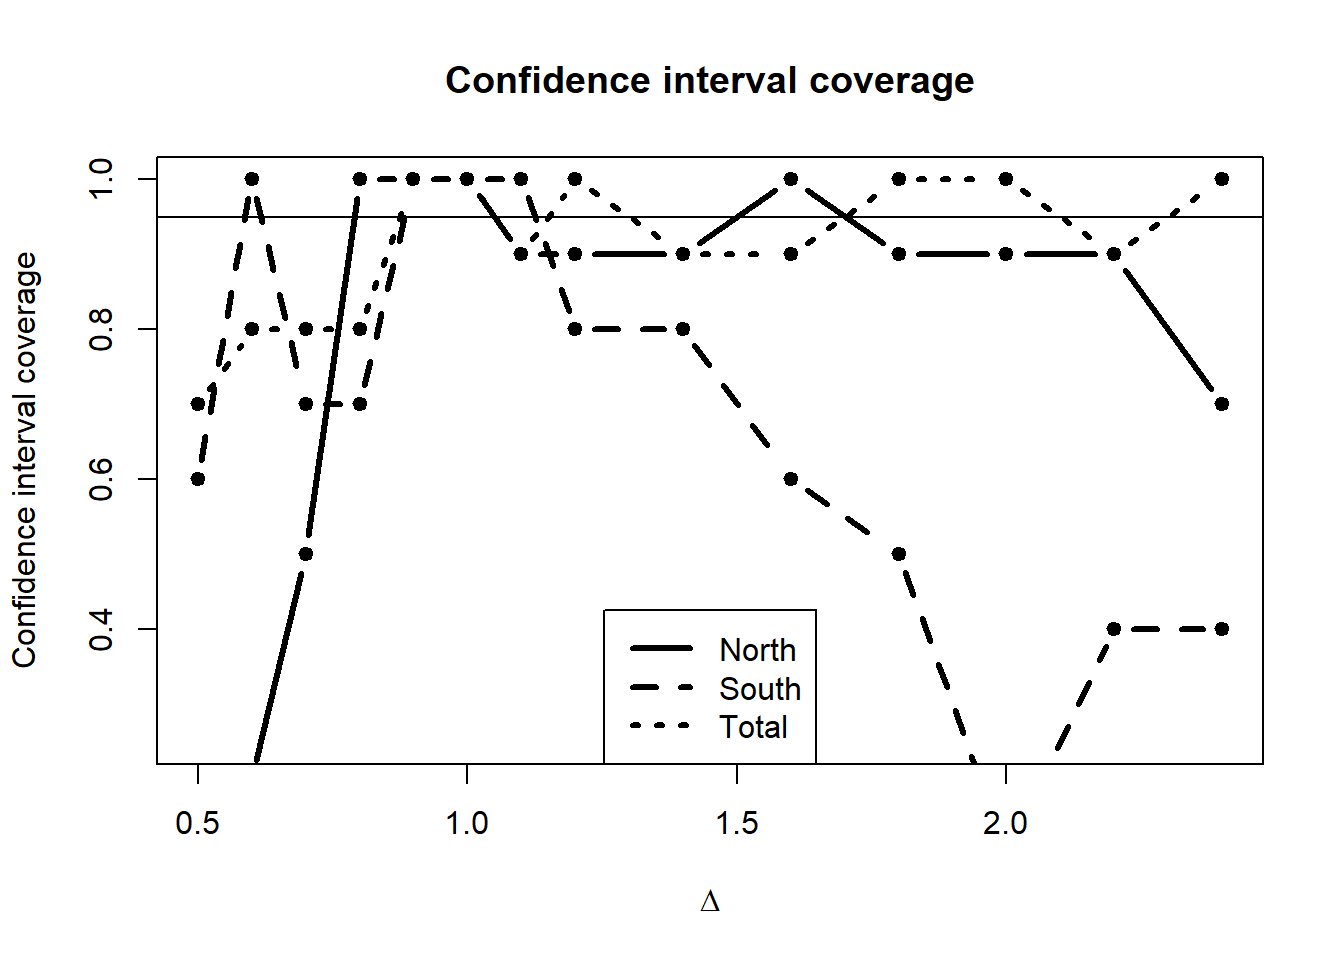 Confidence interval coverage
Confidence interval coverage
1.0
0.8
0.6
0.4
North
South
Total
0.5 1.0 1.5 2.0
Δ